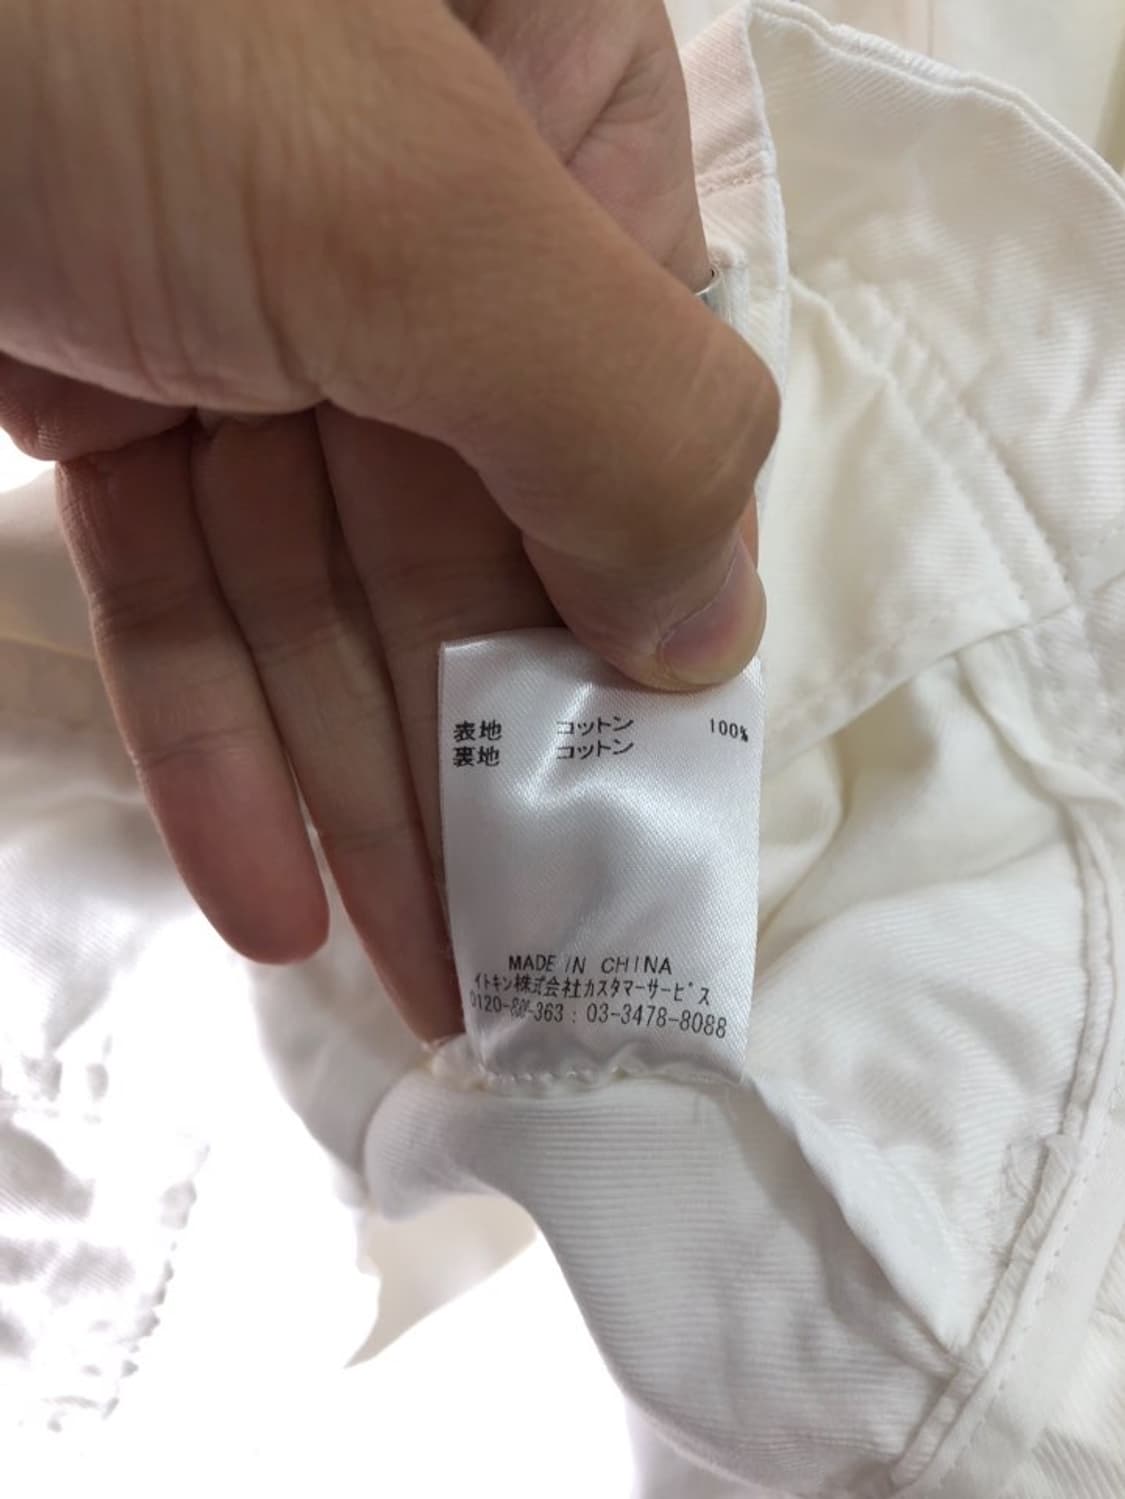 表地 コットン 100%
裏地 コットン
MADE IN CHINA
イトキン株式会社カスタマーサービス
03-3478-8088